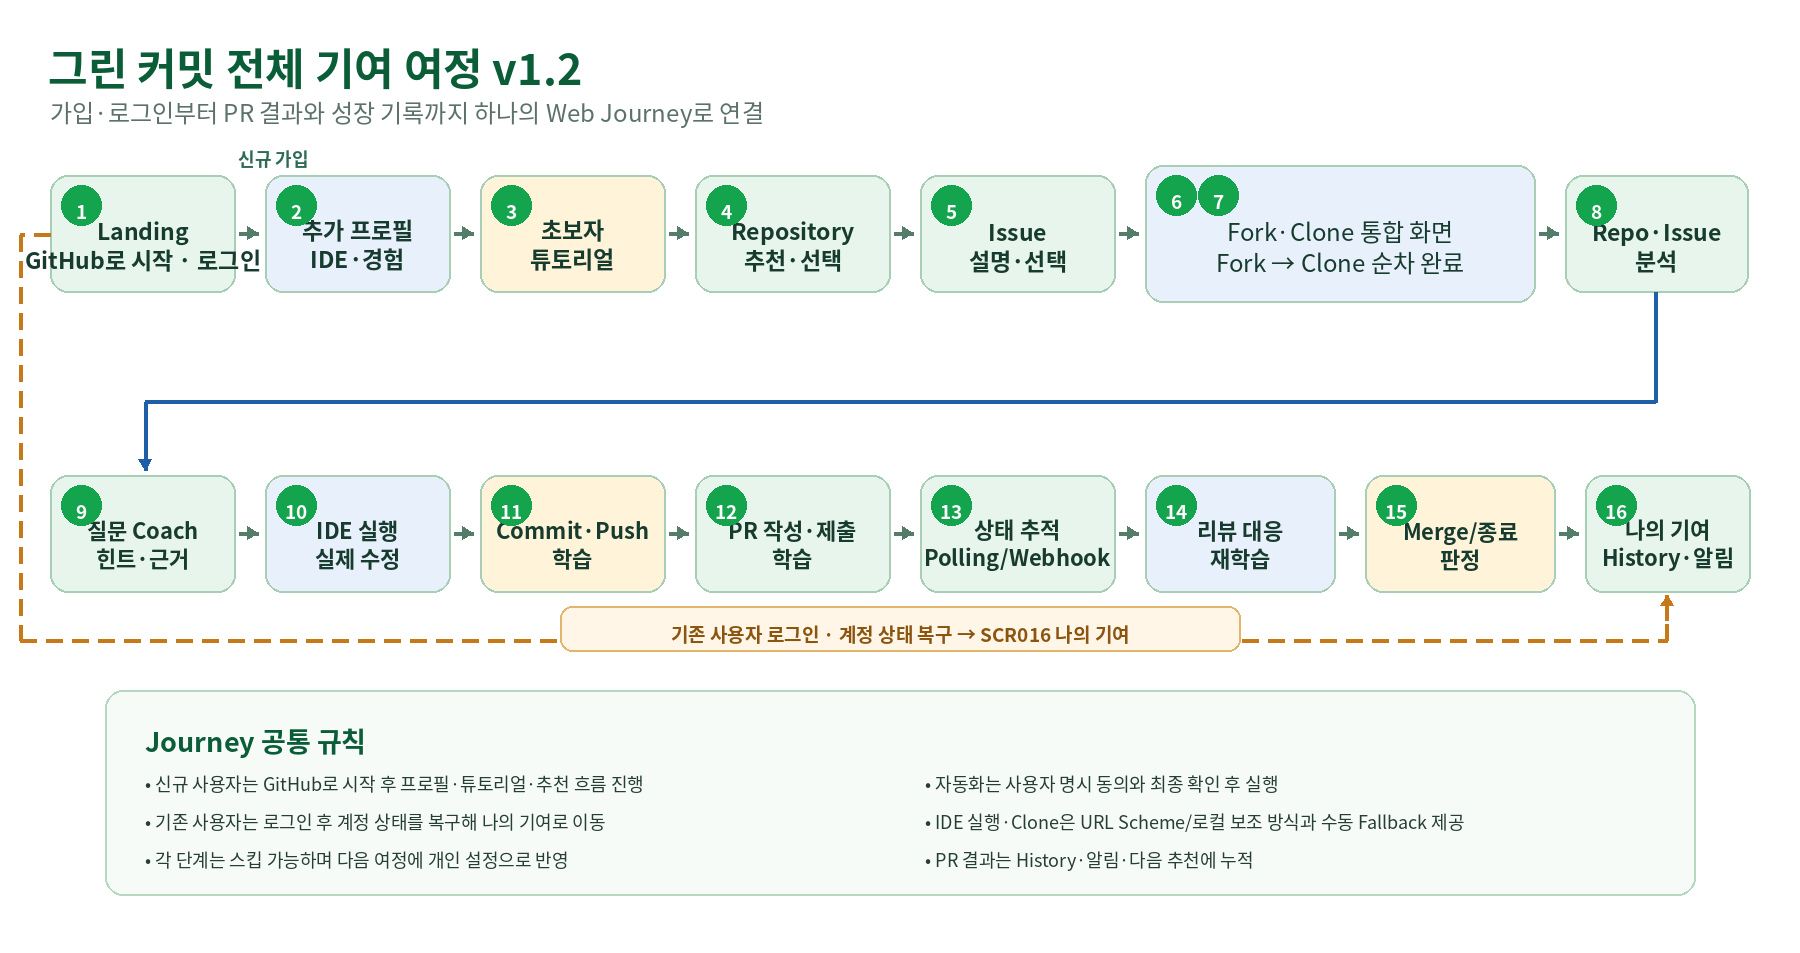 그린 커밋 전체 기여 여정 v1.2
가입·로그인부터 PR 결과와 성장 기록까지 하나의 Web Journey로 연결
신규 가입
1
Landing
GitHub로 시작 · 로그인
2
추가 프로필
IDE·경험
3
초보자
튜토리얼
4
Repository
추천·선택
5
Issue
설명·선택
6 7
Fork·Clone 통합 화면
Fork → Clone 순차 완료
8
Repo·Issue
분석
9
질문 Coach
힌트·근거
10
IDE 실행
실제 수정
11
Commit·Push
학습
12
PR 작성·제출
학습
13
상태 추적
Polling/Webhook
14
리뷰 대응
재학습
15
Merge/종료
판정
16
나의 기여
History·알림
기존 사용자 로그인 · 계정 상태 복구 → SCR016 나의 기여
Journey 공통 규칙
• 신규 사용자는 GitHub로 시작 후 프로필·튜토리얼·추천 흐름 진행
• 기존 사용자는 로그인 후 계정 상태를 복구해 나의 기여로 이동
• 각 단계는 스킵 가능하며 다음 여정에 개인 설정으로 반영
• 자동화는 사용자 명시 동의와 최종 확인 후 실행
• IDE 실행·Clone은 URL Scheme/로컬 보조 방식과 수동 Fallback 제공
• PR 결과는 History·알림·다음 추천에 누적